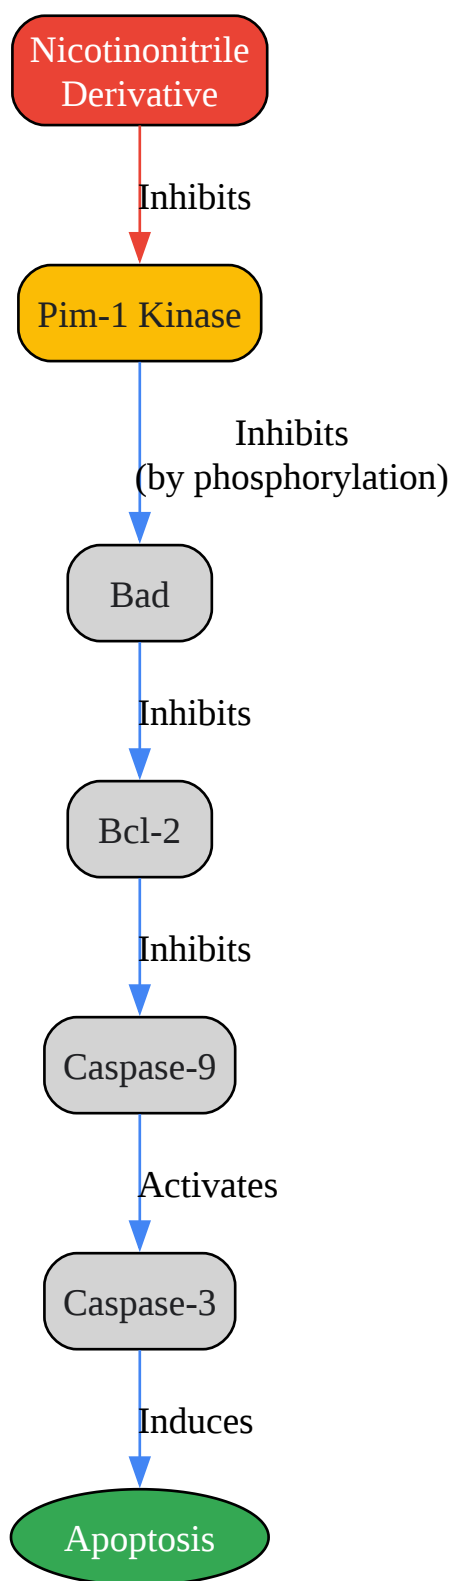 Nicotinonitrile
Derivative
Inhibits
Pim-1 Kinase
Inhibits
(by phosphorylation)
Bad
Inhibits
Bcl-2
Inhibits
Caspase-9
Activates
Caspase-3
Induces
Apoptosis